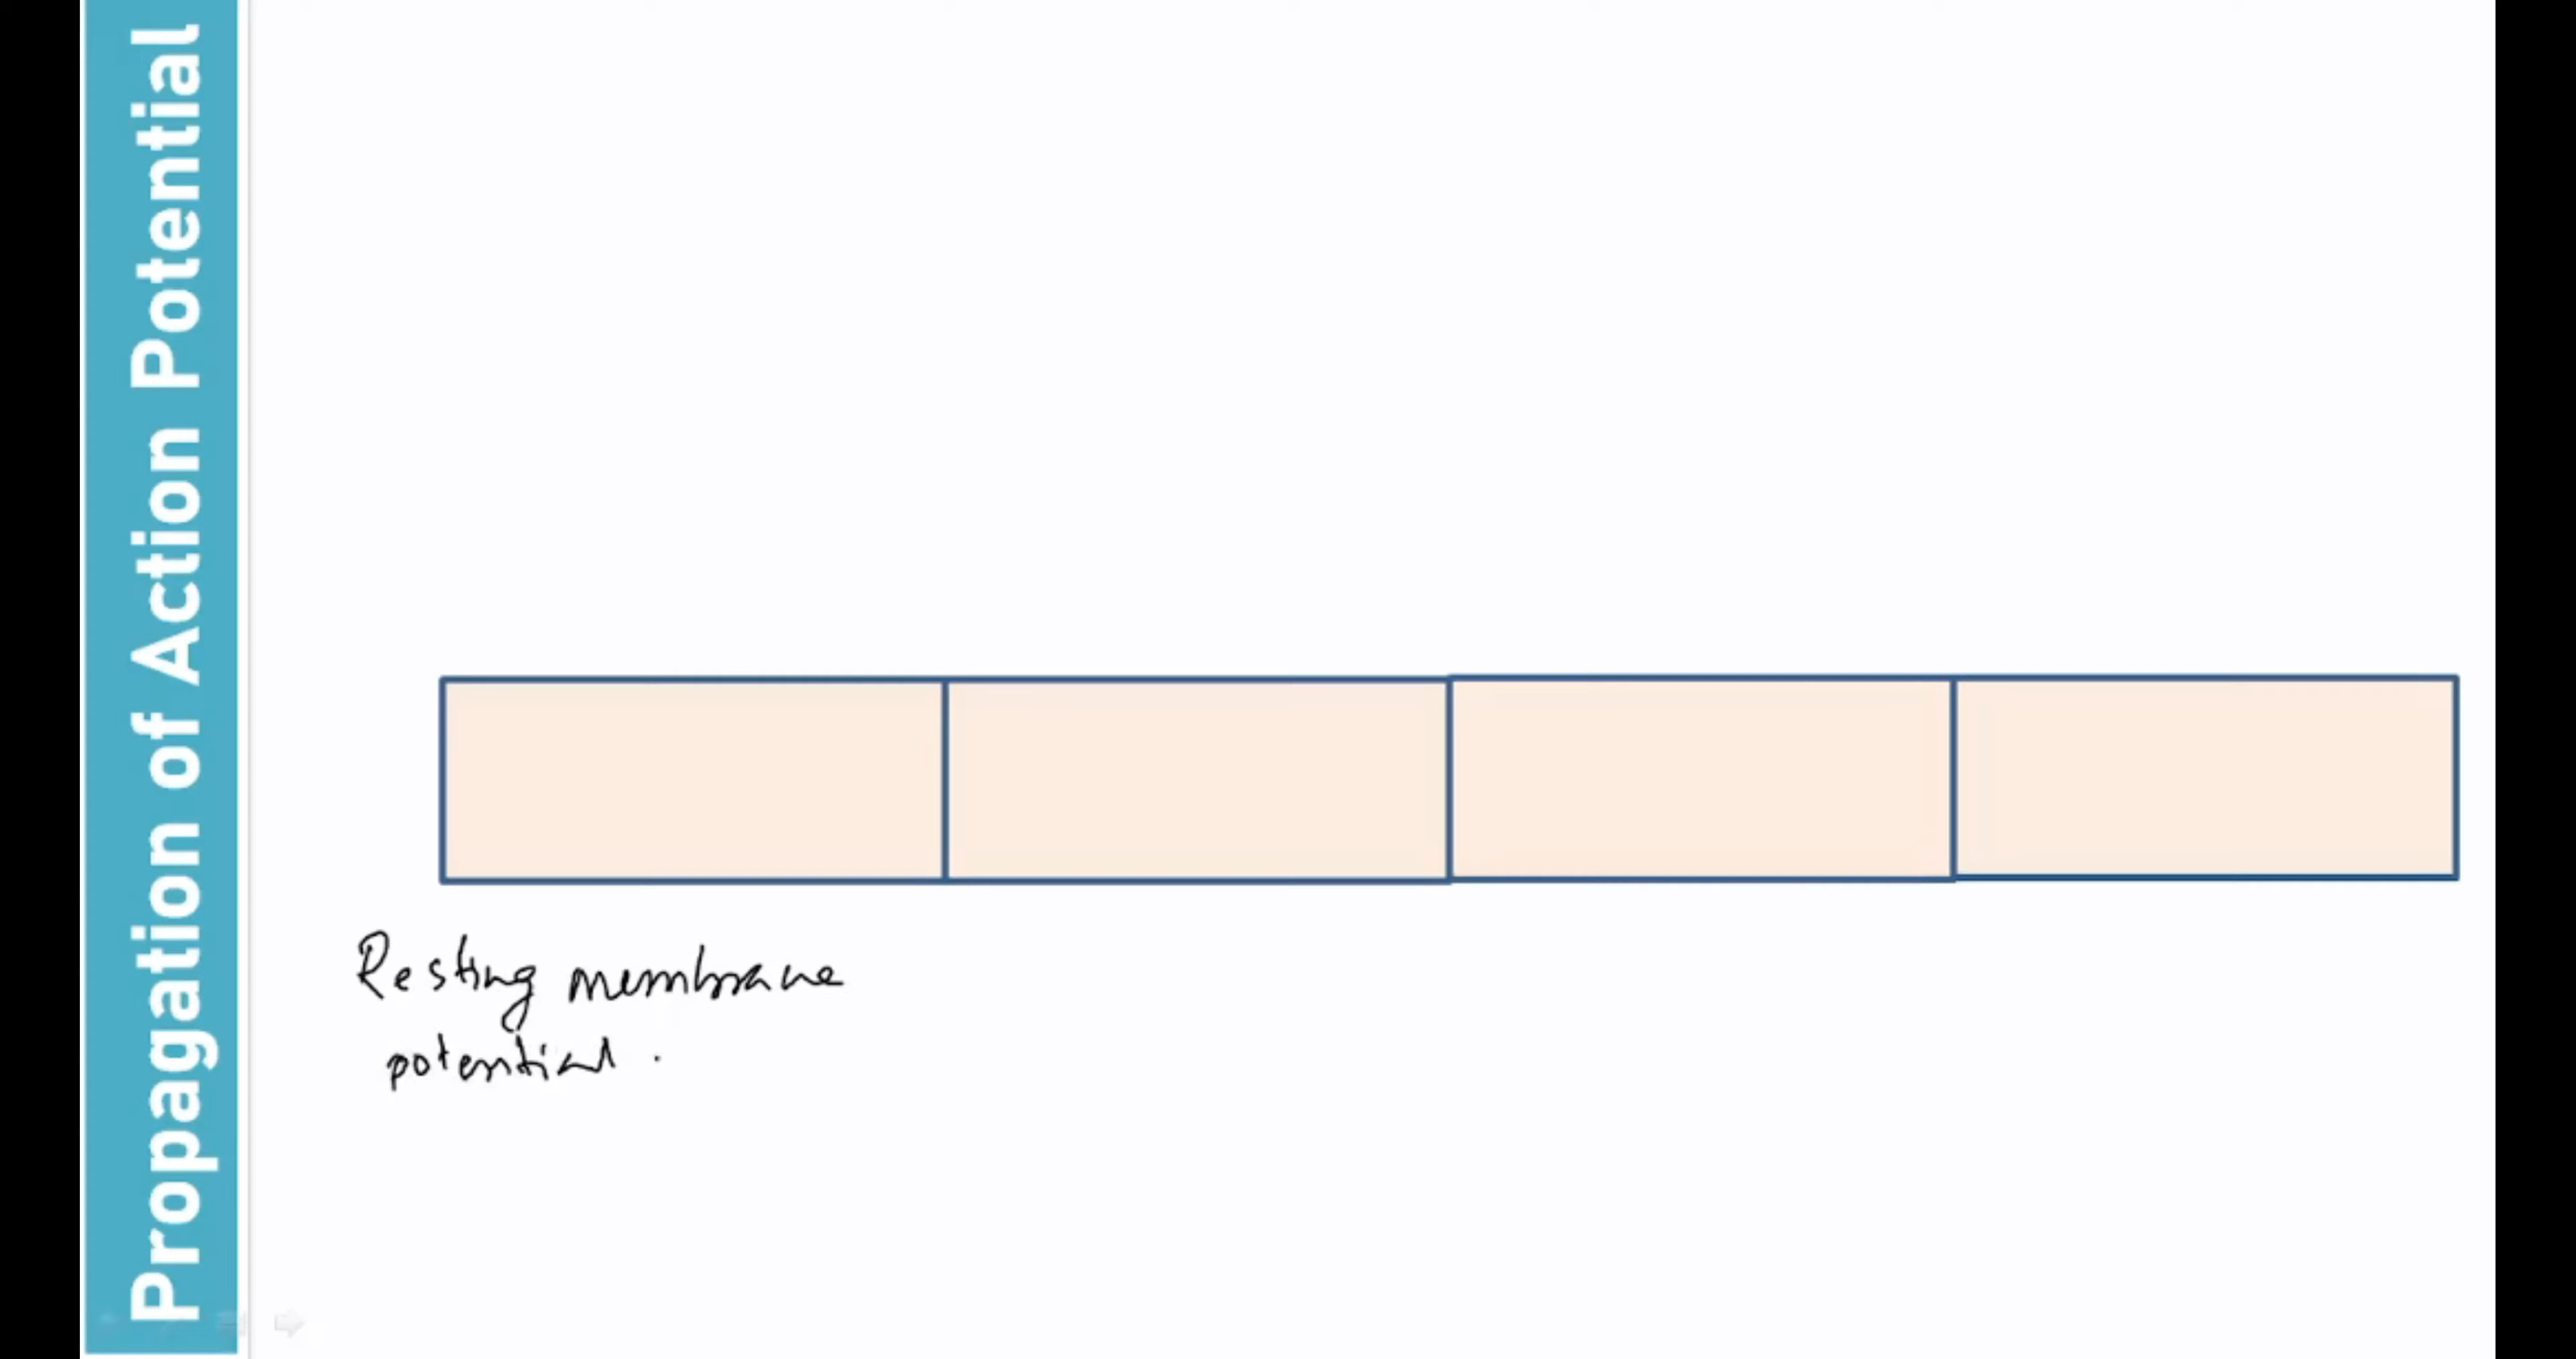 Propagation of Action Potential
Resting membrane
potential .